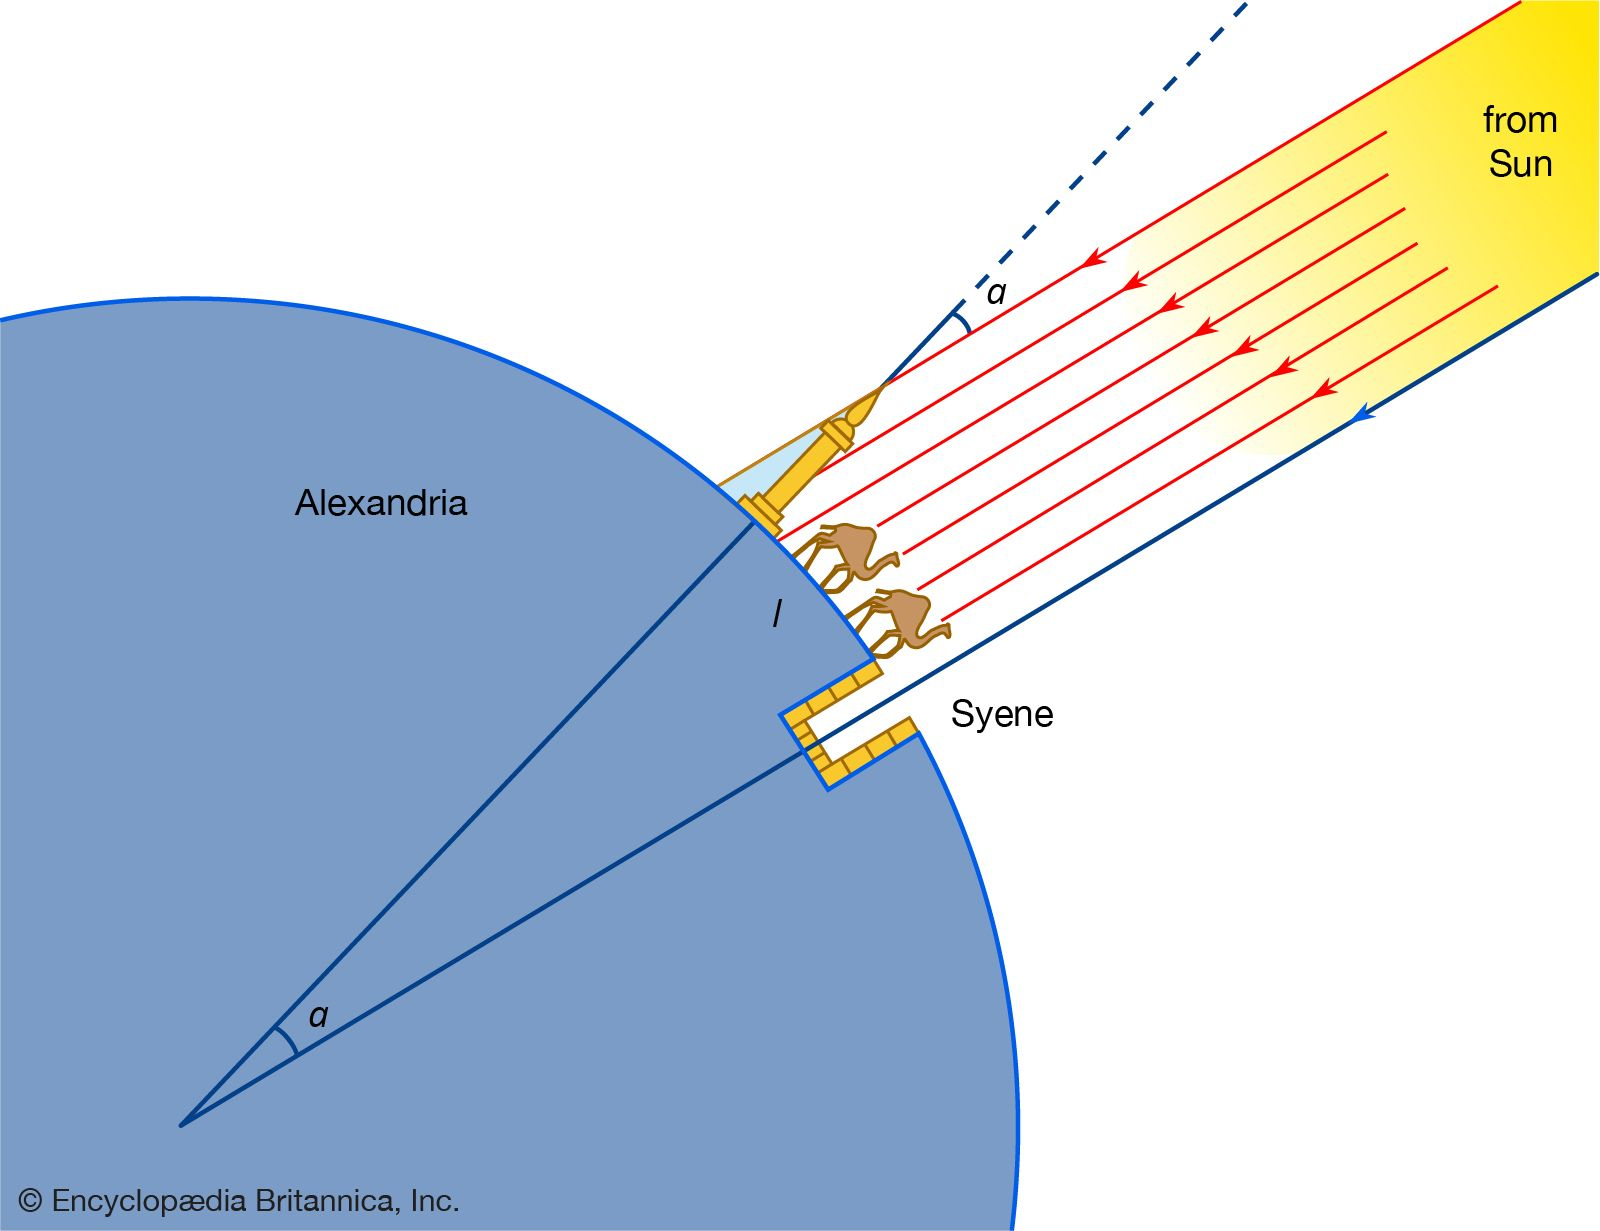 from
Sun
a
Alexandria
l
Syene
a
© Encyclopædia Britannica, Inc.